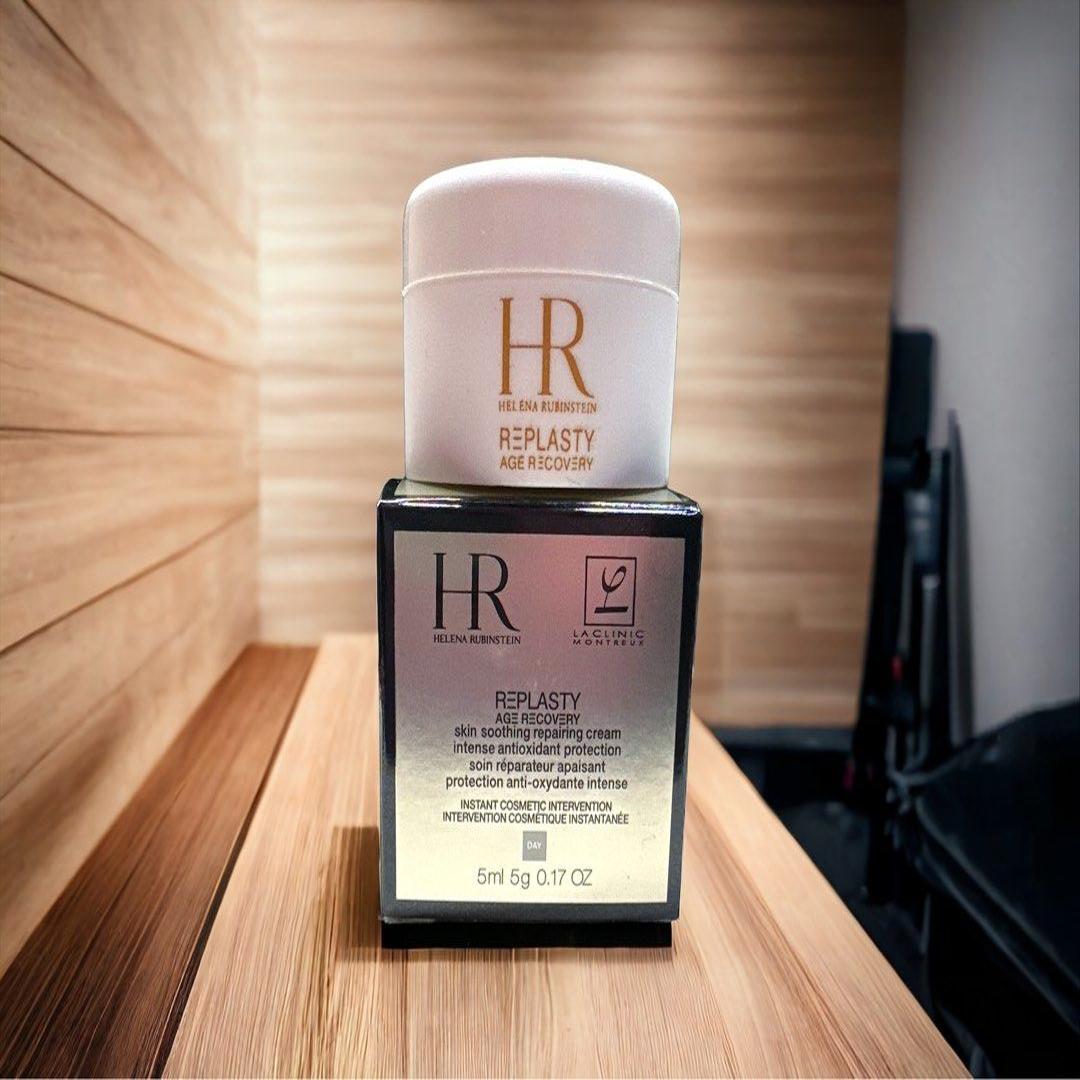 HR
HELENA RUBINSTEIN
REPLASTY
AGE RECOVERY
HR
HELENA RUBINSTEIN
LACLINIC
MONTREUX
REPLASTY
AGE RECOVERY
skin soothing repairing cream
intense antioxidant protection
soin réparateur apaisant
protection anti-oxydante intense
INSTANT COSMETIC INTERVENTION
INTERVENTION COSMÉTIQUE INSTANTANÉE
DAY
5ml 5g 0.17 OZ